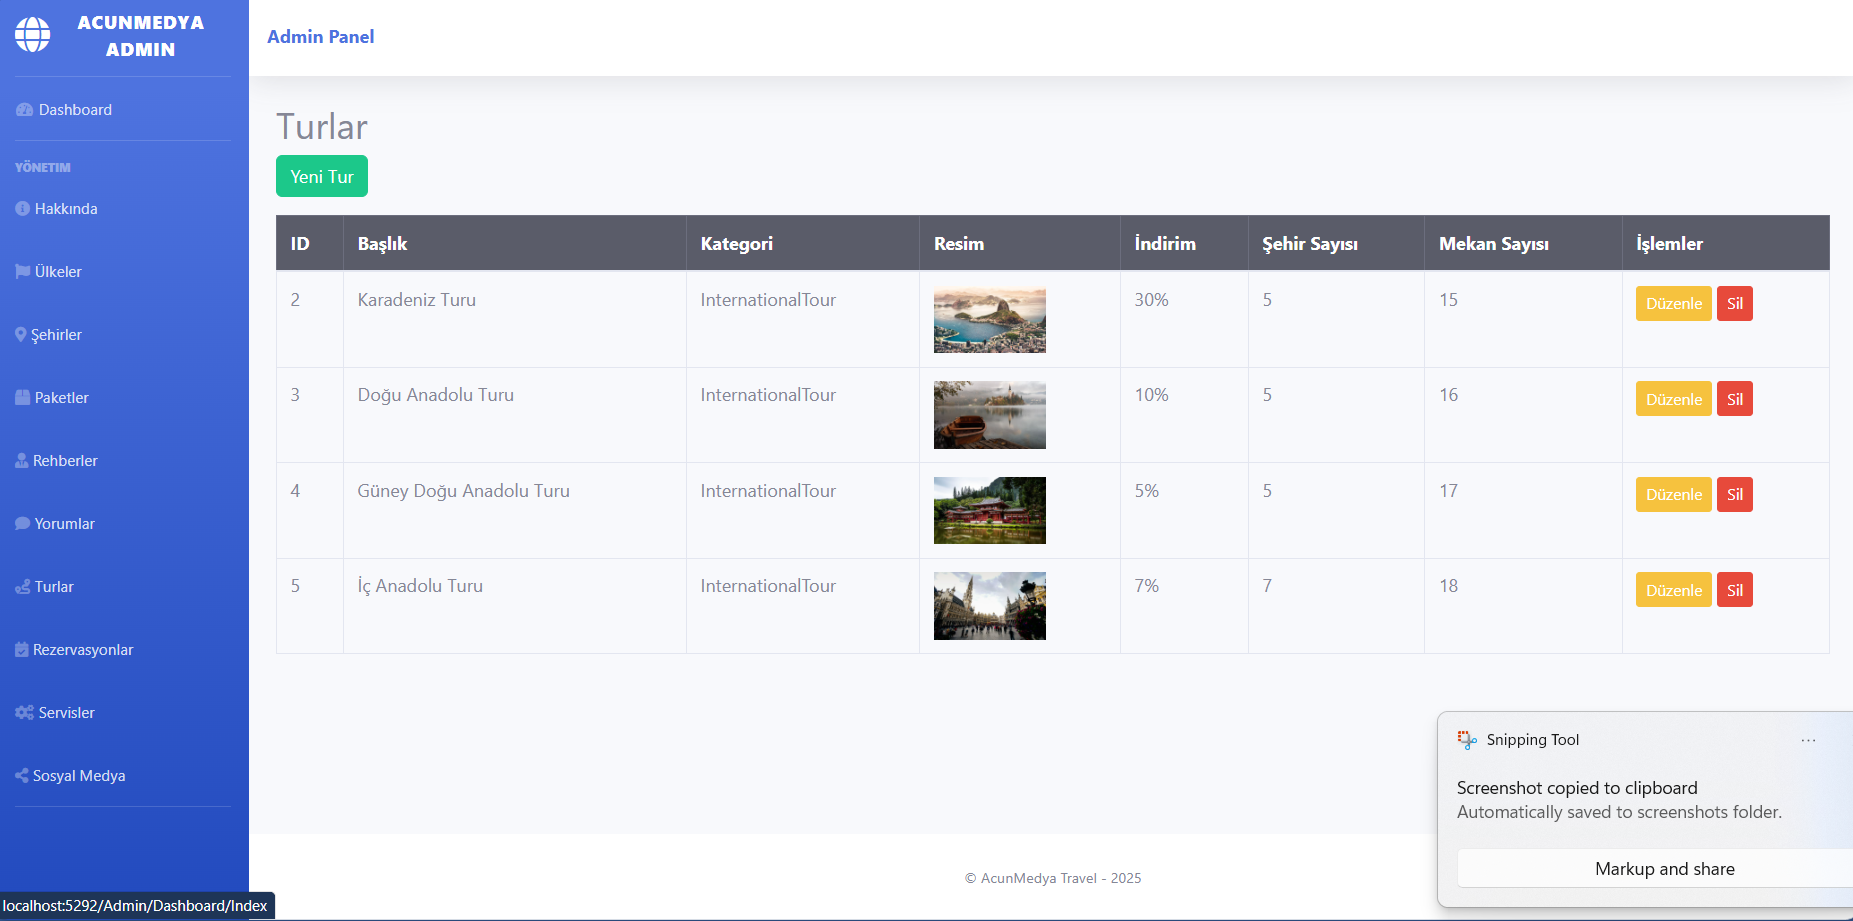 ACUNMEDYA
ADMIN
Admin Panel
Dashboard
YÖNETIM
Hakkında
Ülkeler
Şehirler
Paketler
Rehberler
Yorumlar
Turlar
Rezervasyonlar
Servisler
Sosyal Medya
Turlar
Yeni Tur
ID Başlık Kategori Resim İndirim Şehir Sayısı Mekan Sayısı İşlemler
2 Karadeniz Turu InternationalTour 30% 5 15 Düzenle Sil
3 Doğu Anadolu Turu InternationalTour 10% 5 16 Düzenle Sil
4 Güney Doğu Anadolu Turu InternationalTour 5% 5 17 Düzenle Sil
5 İç Anadolu Turu InternationalTour 7% 7 18 Düzenle Sil
Snipping Tool
Screenshot copied to clipboard
Automatically saved to screenshots folder.
Markup and share
© AcunMedya Travel - 2025
localhost:5292/Admin/Dashboard/Index